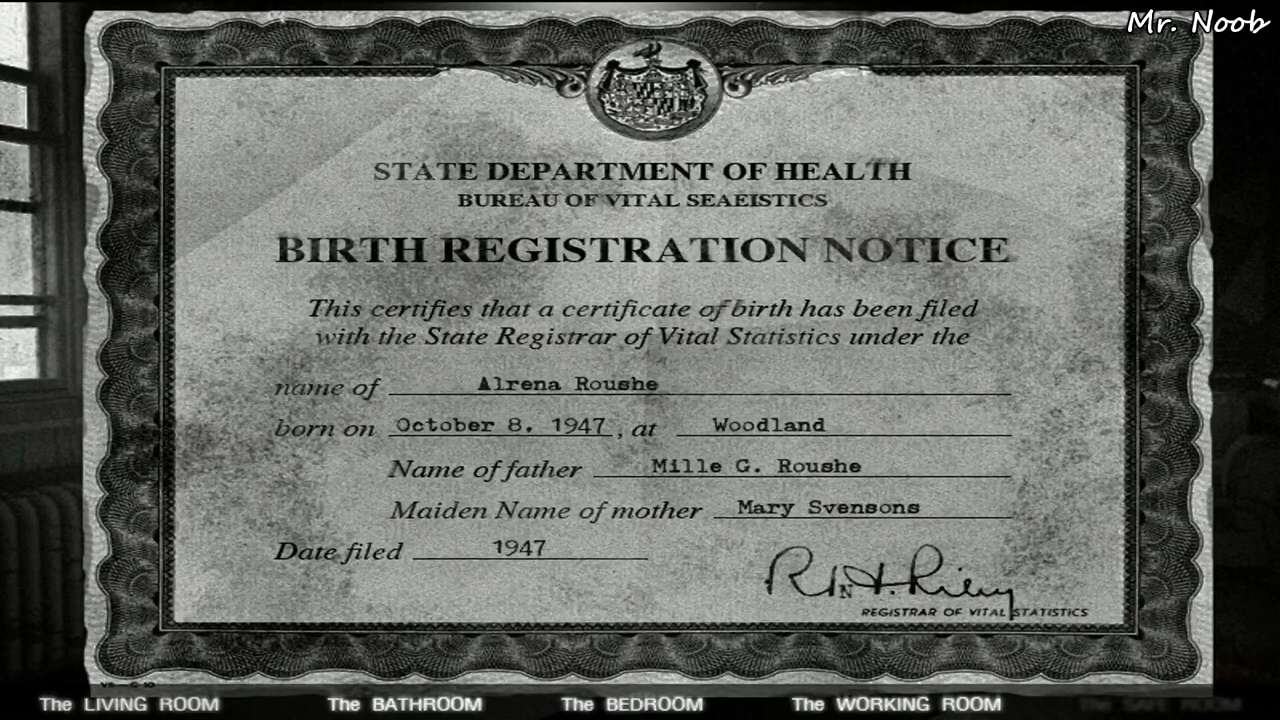 Mr. Noob
STATE DEPARTMENT OF HEALTH
BUREAU OF VITAL SEAEISTICS
BIRTH REGISTRATION NOTICE
This certifies that a certificate of birth has been filed
with the State Registrar of Vital Statistics under the
name of Alrena Roushe
born on October 8. 1947, at Woodland
Name of father Mille G. Roushe
Maiden Name of mother Mary Svensons
Date filed 1947
REGISTRAR OF VITAL STATISTICS
The LIVING ROOM The BATHROOM The BEDROOM The WORKING ROOM The SAFE ROOM